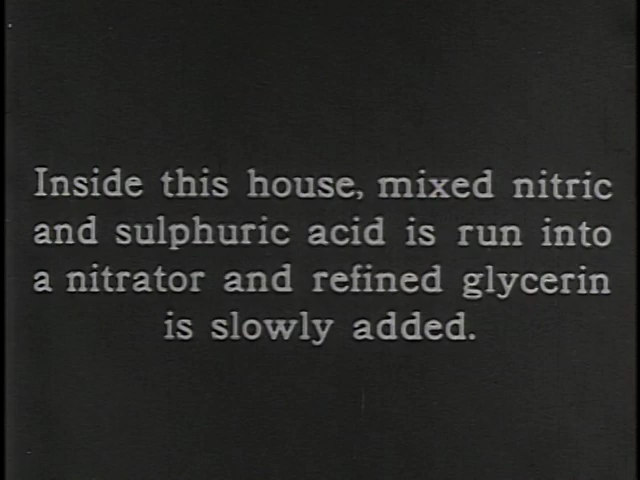 Inside this house, mixed nitric
and sulphuric acid is run into
a nitrator and refined glycerin
is slowly added.